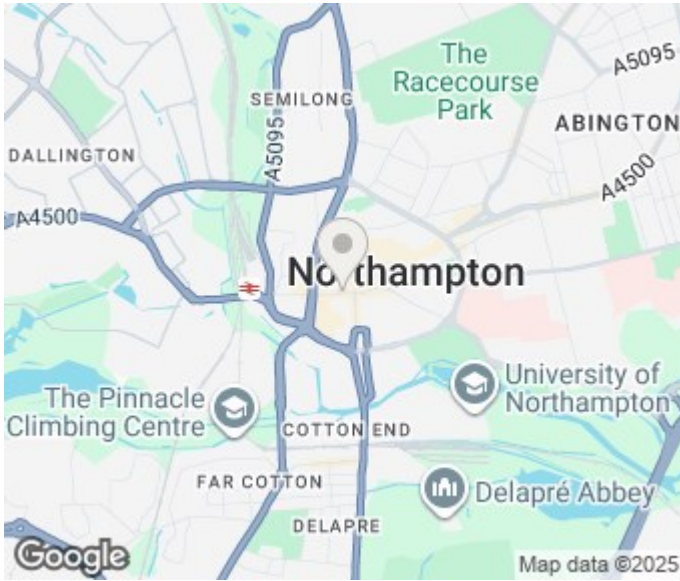 The
Racecourse
Park
A5095
SEMILONG
ABINGTON
A5095
DALLINGTON
A4500
A4500
Northampton
University of
Northampton
The Pinnacle
Climbing Centre
COTTON END
FAR COTTON
Delapré Abbey
DELAPRE
Google
Map data ©2025